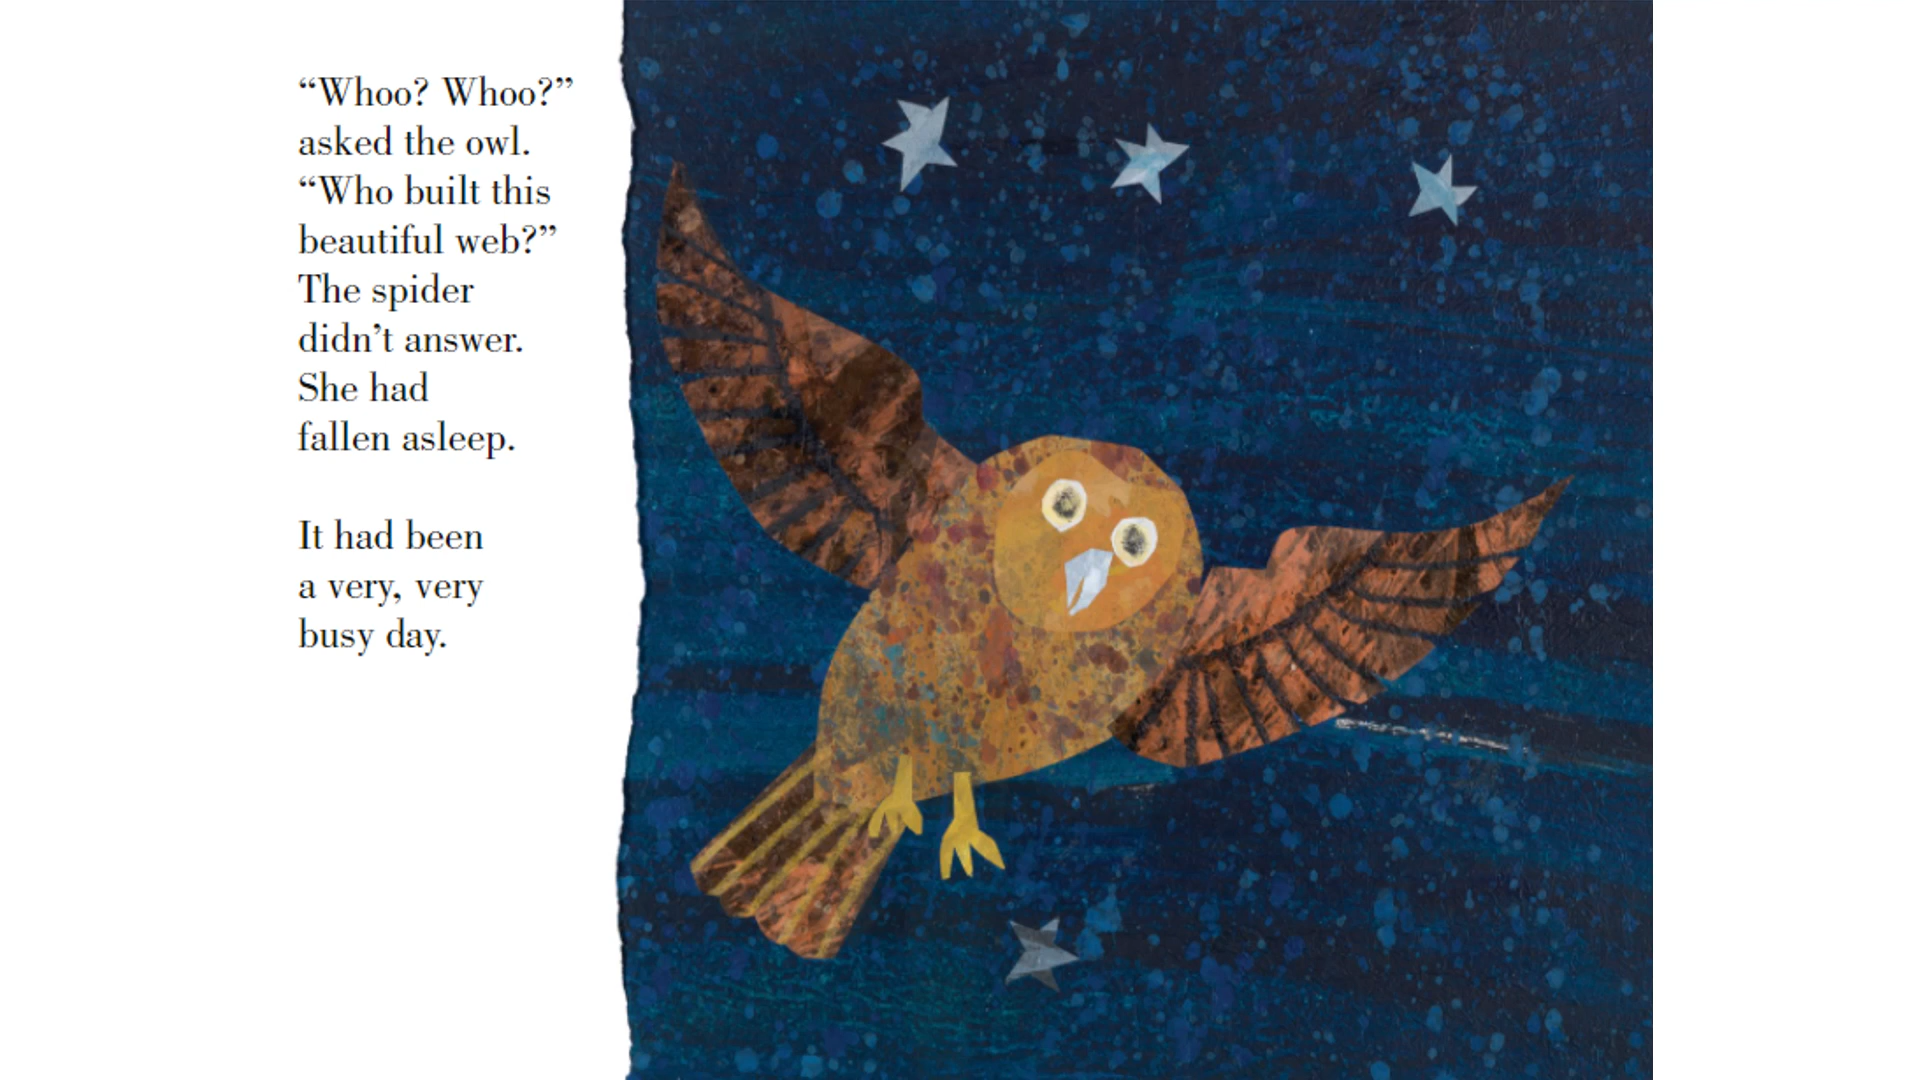 “Whoo? Whoo?”
asked the owl.
“Who built this
beautiful web?”
The spider
didn’t answer.
She had
fallen asleep.
It had been
a very, very
busy day.